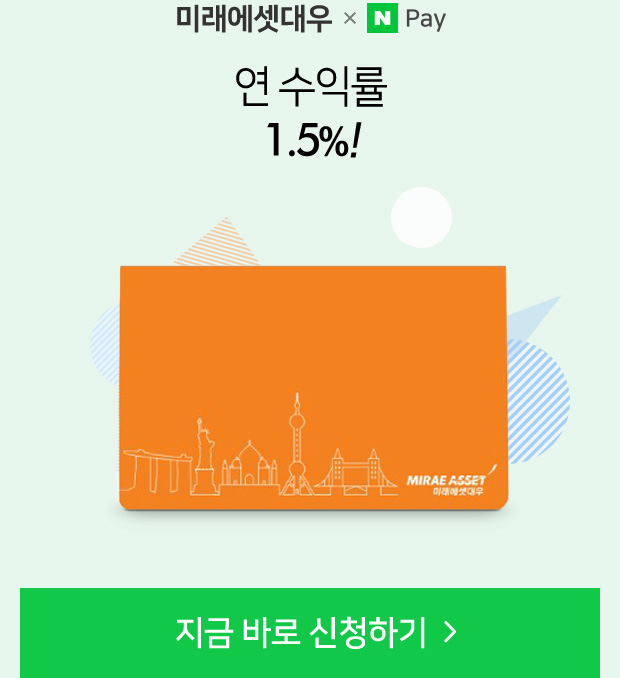 미래에셋대우 × N Pay
연 수익률
1.5%!
MIRAE ASSET
미래에셋대우
지금 바로 신청하기 >